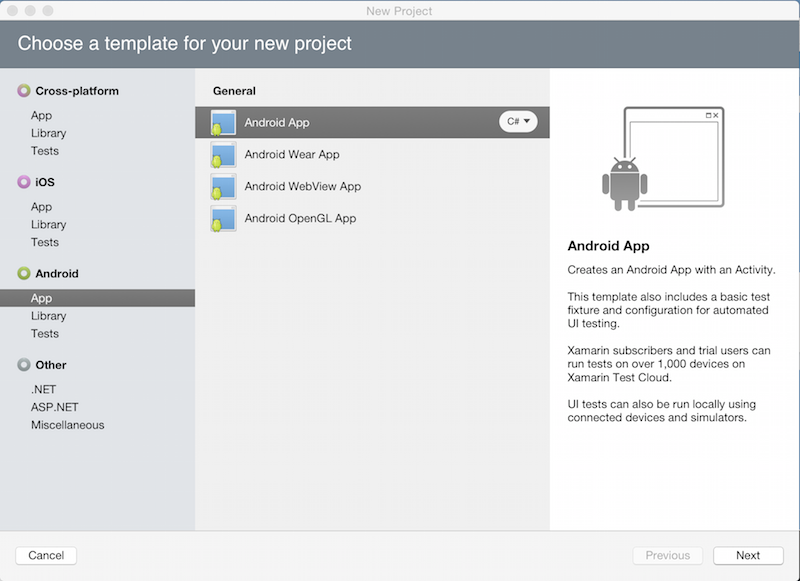 New Project
Choose a template for your new project
Cross-platform
App
Library
Tests
iOS
App
Library
Tests
Android
App
Library
Tests
Other
.NET
ASP.NET
Miscellaneous
General
Android App
C#
Android Wear App
Android WebView App
Android OpenGL App
Android App
Creates an Android App with an Activity.
This template also includes a basic test
fixture and configuration for automated
UI testing.
Xamarin subscribers and trial users can
run tests on over 1,000 devices on
Xamarin Test Cloud.
UI tests can also be run locally using
connected devices and simulators.
Cancel
Previous
Next